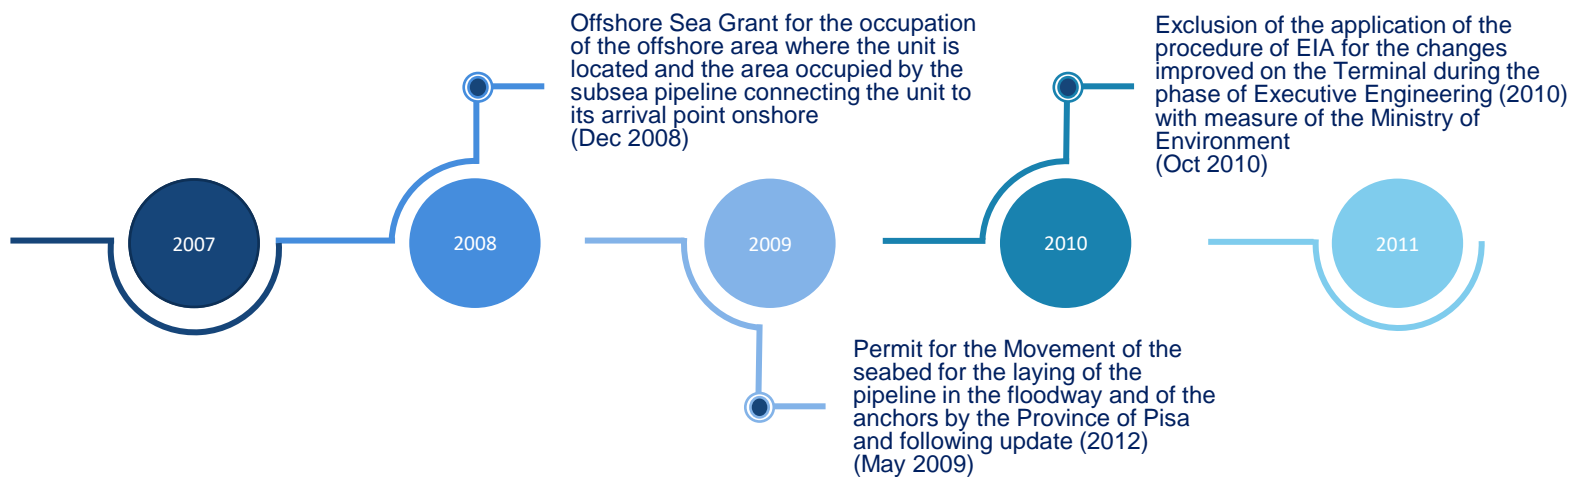 Offshore Sea Grant for the occupation
of the offshore area where the unit is
located and the area occupied by the
subsea pipeline connecting the unit to
its arrival point onshore
(Dec 2008)
Exclusion of the application of the
procedure of EIA for the changes
improved on the Terminal during the
phase of Executive Engineering (2010)
with measure of the Ministry of
Environment
(Oct 2010)
2007
2008
2009
2010
2011
Permit for the Movement of the
seabed for the laying of the
pipeline in the floodway and of the
anchors by the Province of Pisa
and following update (2012)
(May 2009)